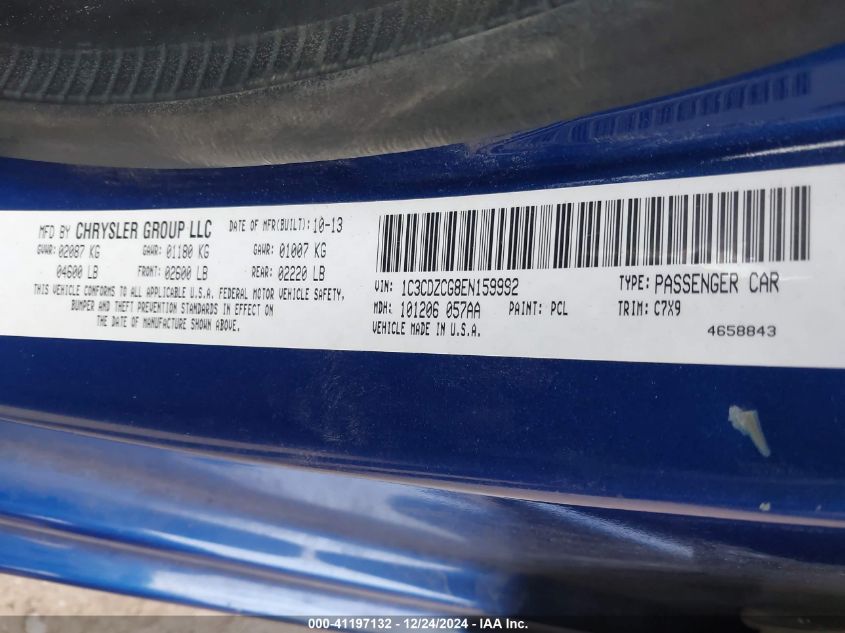 MFD BY CHRYSLER GROUP LLC DATE OF MFR(BUILT): 10-13
GVWR: 02087 KG GAWR: 01180 KG GAWR: 01007 KG
04600 LB FRONT: 02600 LB REAR: 02220 LB
THIS VEHICLE CONFORMS TO ALL APPLICABLE U.S.A. FEDERAL MOTOR VEHICLE SAFETY,
BUMPER AND THEFT PREVENTION STANDARDS IN EFFECT ON
THE DATE OF MANUFACTURE SHOWN ABOVE.
VIN: 1C3CDZCG8EN159992 TYPE: PASSENGER CAR
MDH: 101206 057AA PAINT: PCL TRIM: C7X9
VEHICLE MADE IN U.S.A. 4658843
000-41197132 - 12/24/2024 - © IAA Holdings, LLC.